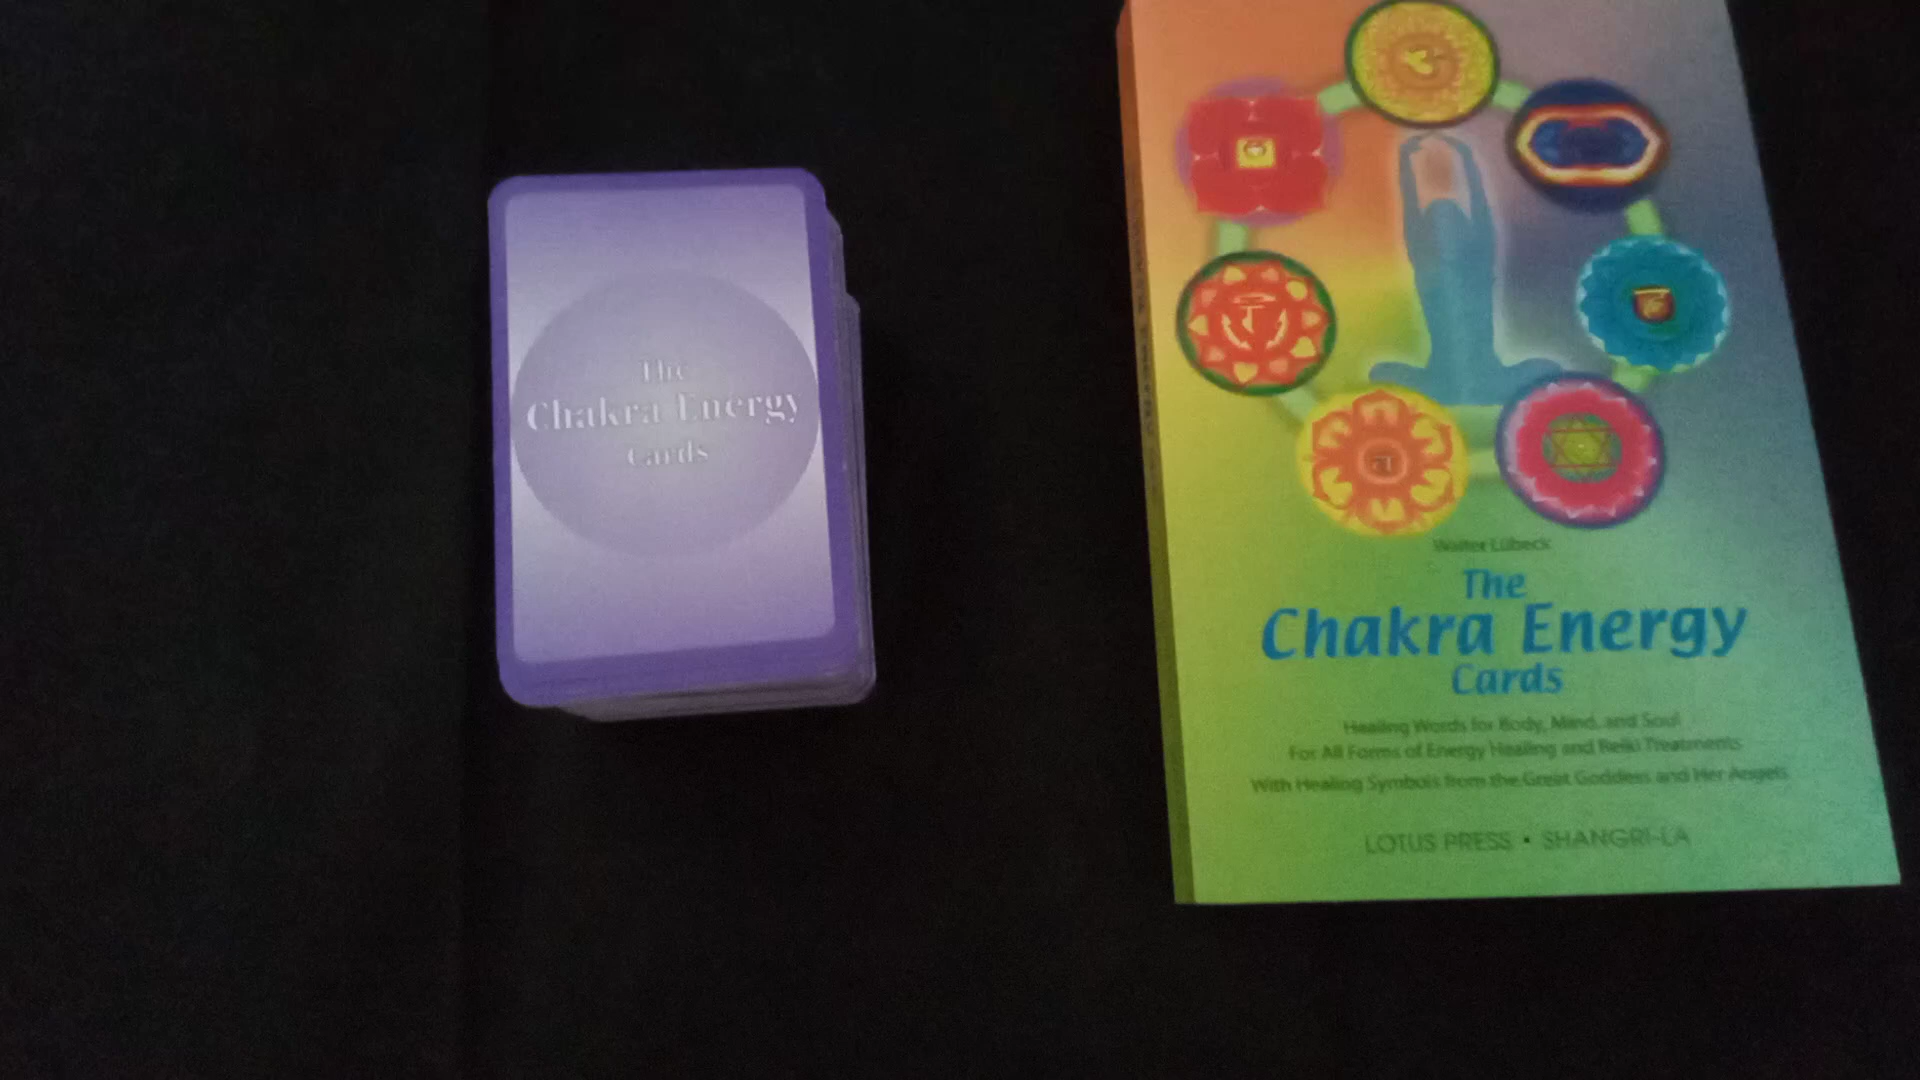 The
Chakra Energy
Cards
Walter Lübeck
The
Chakra Energy
Cards
Healing Words for Body, Mind, and Soul
For All Forms of Energy Healing and Reiki Treatments
With Healing Symbols from the Great Goddess and Her Angels
LOTUS PRESS • SHANGRI-LA